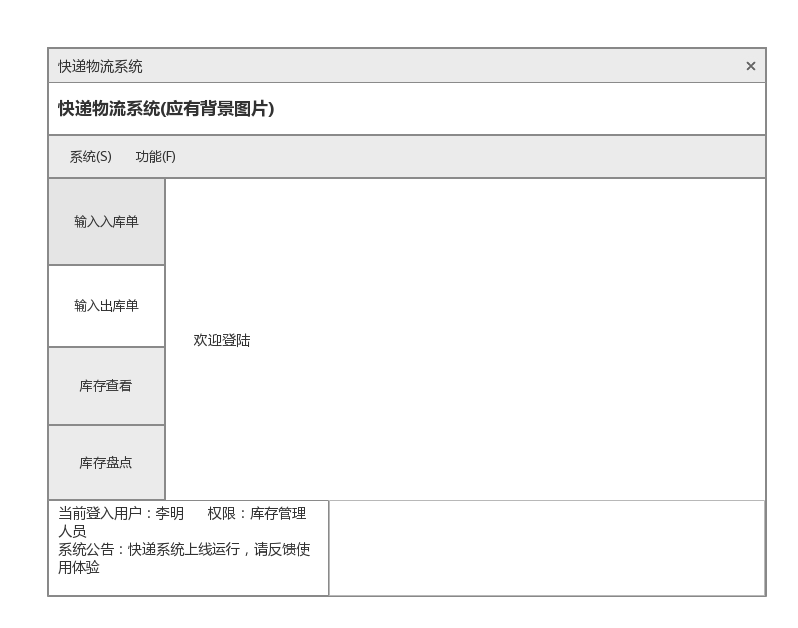 快递物流系统
快递物流系统(应有背景图片)
系统(S) 功能(F)
输入入库单
输入出库单
欢迎登陆
库存查看
库存盘点
当前登入用户：李明 权限：库存管理
人员
系统公告：快递系统上线运行，请反馈使
用体验